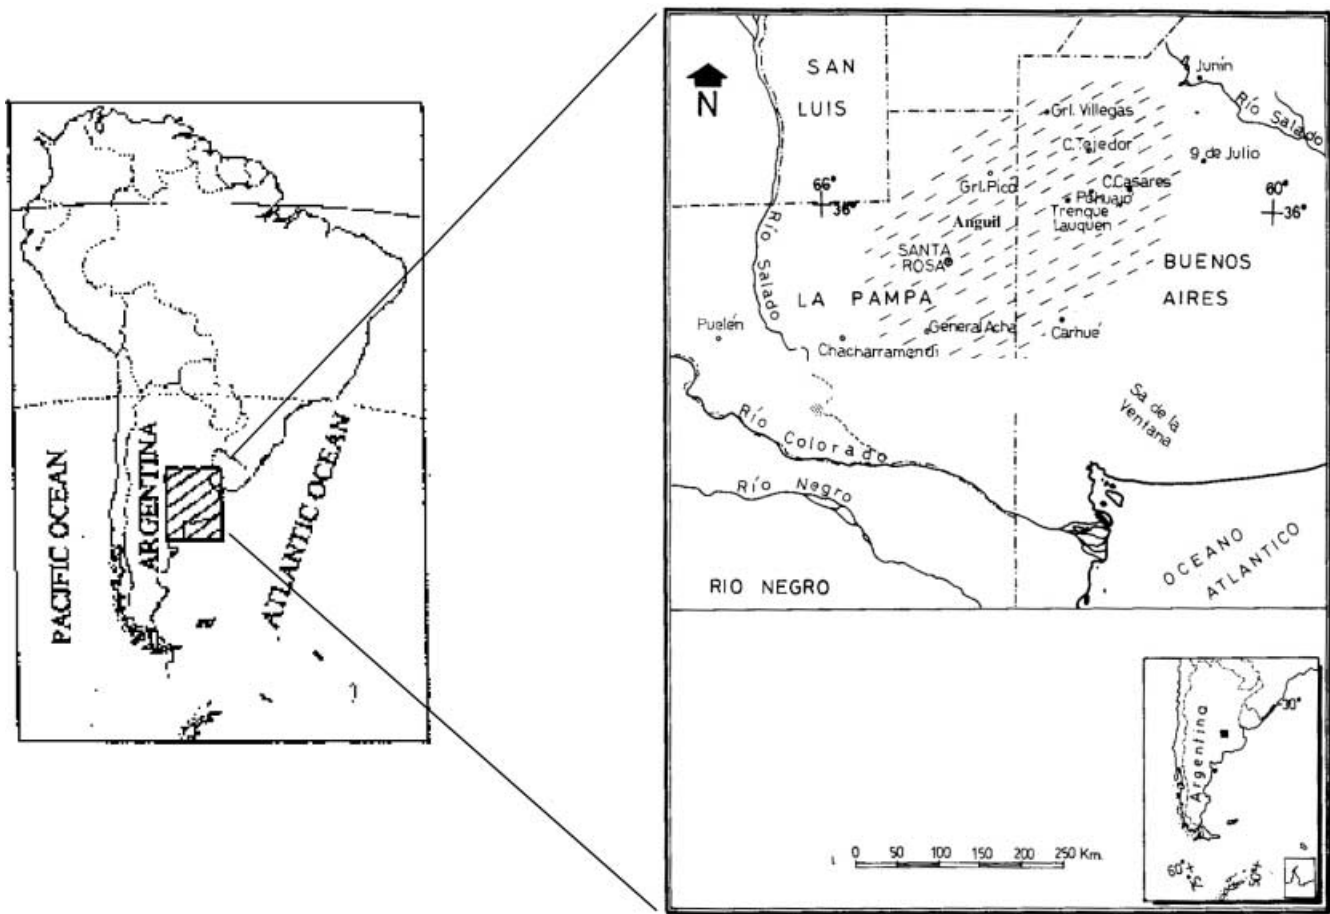 PACIFIC OCEAN
ARGENTINA
ATLANTIC OCEAN
N
SAN
LUIS
Río Salado
Junín
Río Salado
Grl. Villegas
C. Tejedor
9 de Julio
Grl. Pico
C. Casares
Pehuajo
Trenque
Lauquen
66°
36°
60°
36°
Anguil
SANTA
ROSA
LA PAMPA
BUENOS
AIRES
Puelén
Chacharramendi
General Acha
Carhué
Sa de la
Ventana
Río Colorado
Río Negro
RIO NEGRO
OCEANO
ATLANTICO
0 50 100 150 200 250 Km.
Argentina
30°
60°
50°